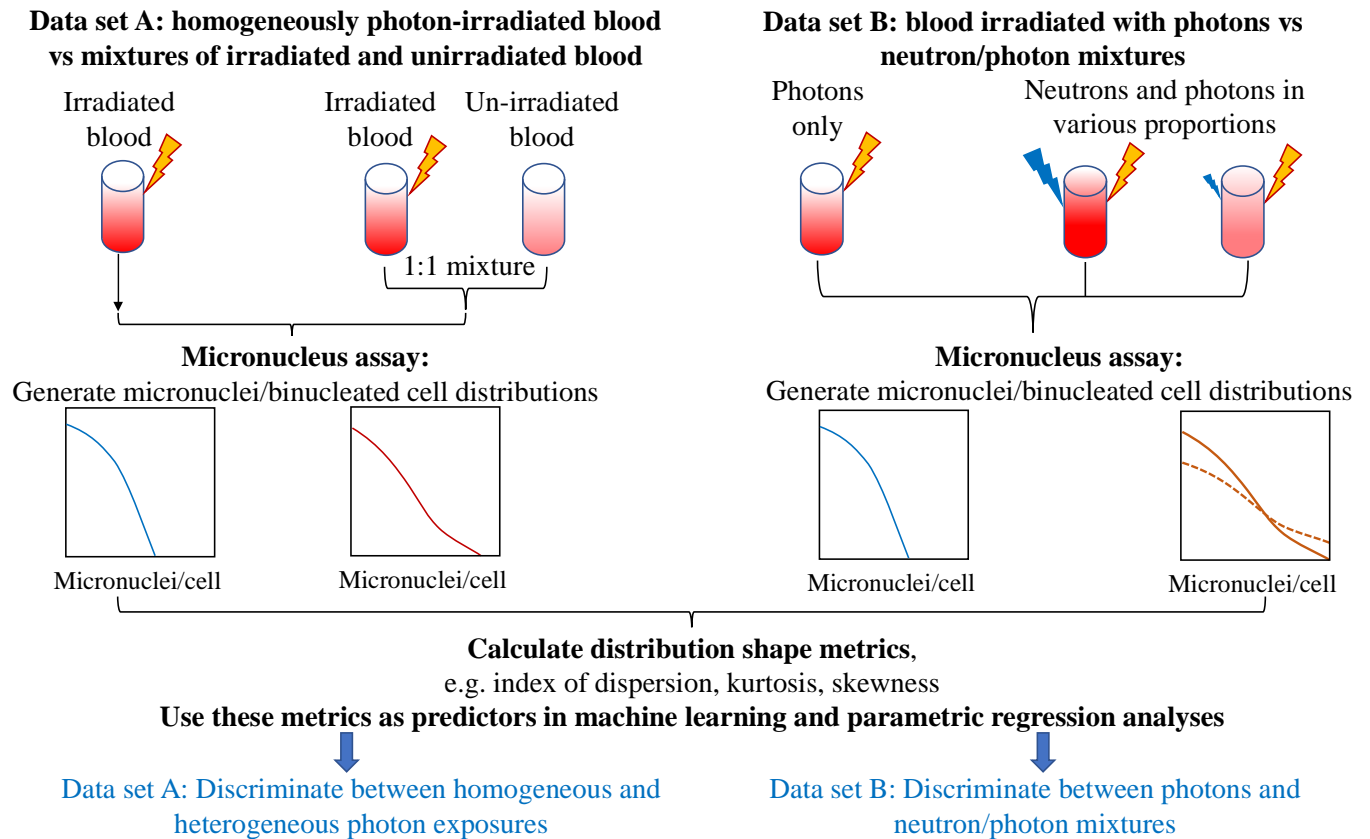 Data set A: homogeneously photon-irradiated blood
vs mixtures of irradiated and unirradiated blood
Irradiated
blood
Irradiated
blood
Un-irradiated
blood
1:1 mixture
Micronucleus assay:
Generate micronuclei/binucleated cell distributions
Micronuclei/cell
Micronuclei/cell
Data set B: blood irradiated with photons vs
neutron/photon mixtures
Photons
only
Neutrons and photons in
various proportions
Micronucleus assay:
Generate micronuclei/binucleated cell distributions
Micronuclei/cell
Micronuclei/cell
Calculate distribution shape metrics,
e.g. index of dispersion, kurtosis, skewness
Use these metrics as predictors in machine learning and parametric regression analyses
Data set A: Discriminate between homogeneous and
heterogeneous photon exposures
Data set B: Discriminate between photons and
neutron/photon mixtures